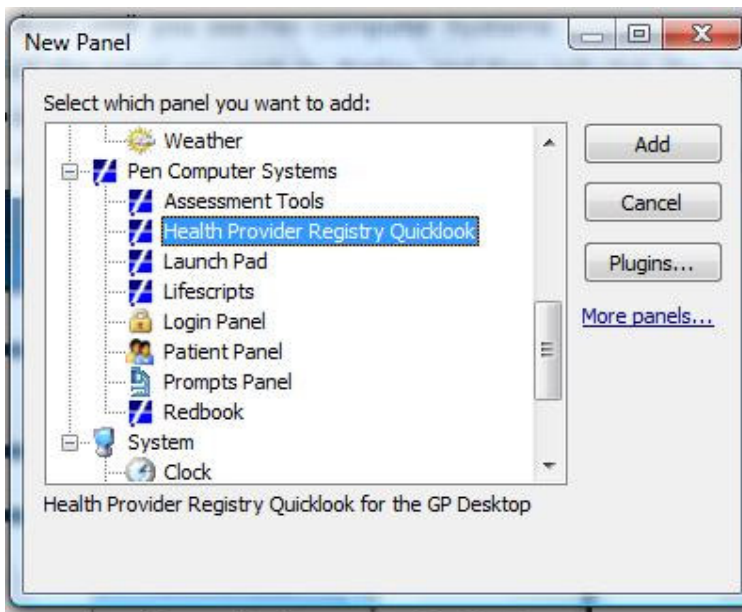 New Panel
Select which panel you want to add:
Weather
Pen Computer Systems
Assessment Tools
Health Provider Registry Quicklook
Launch Pad
Lifescripts
Login Panel
Patient Panel
Prompts Panel
Redbook
System
Clock
Add
Cancel
Plugins...
More panels...
Health Provider Registry Quicklook for the GP Desktop